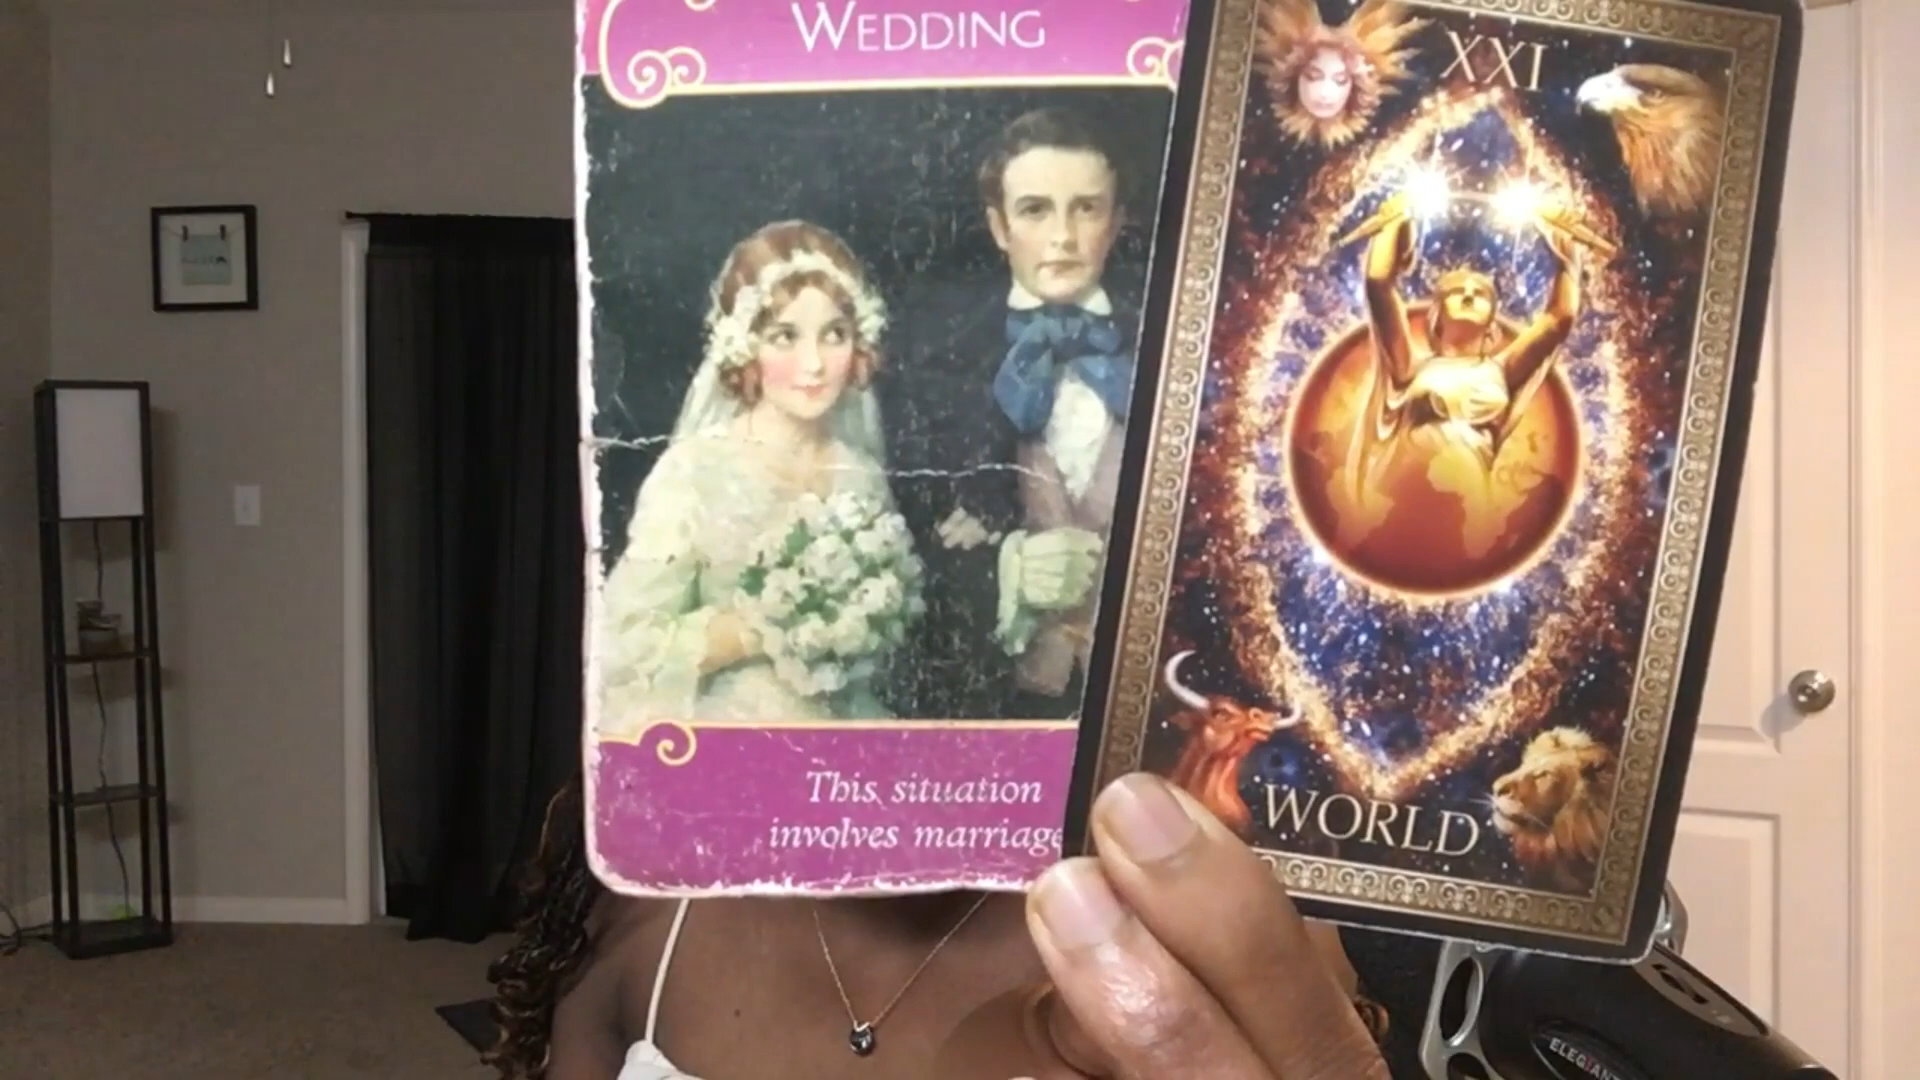 WEDDING
This situation
involves marriage
XXI
WORLD